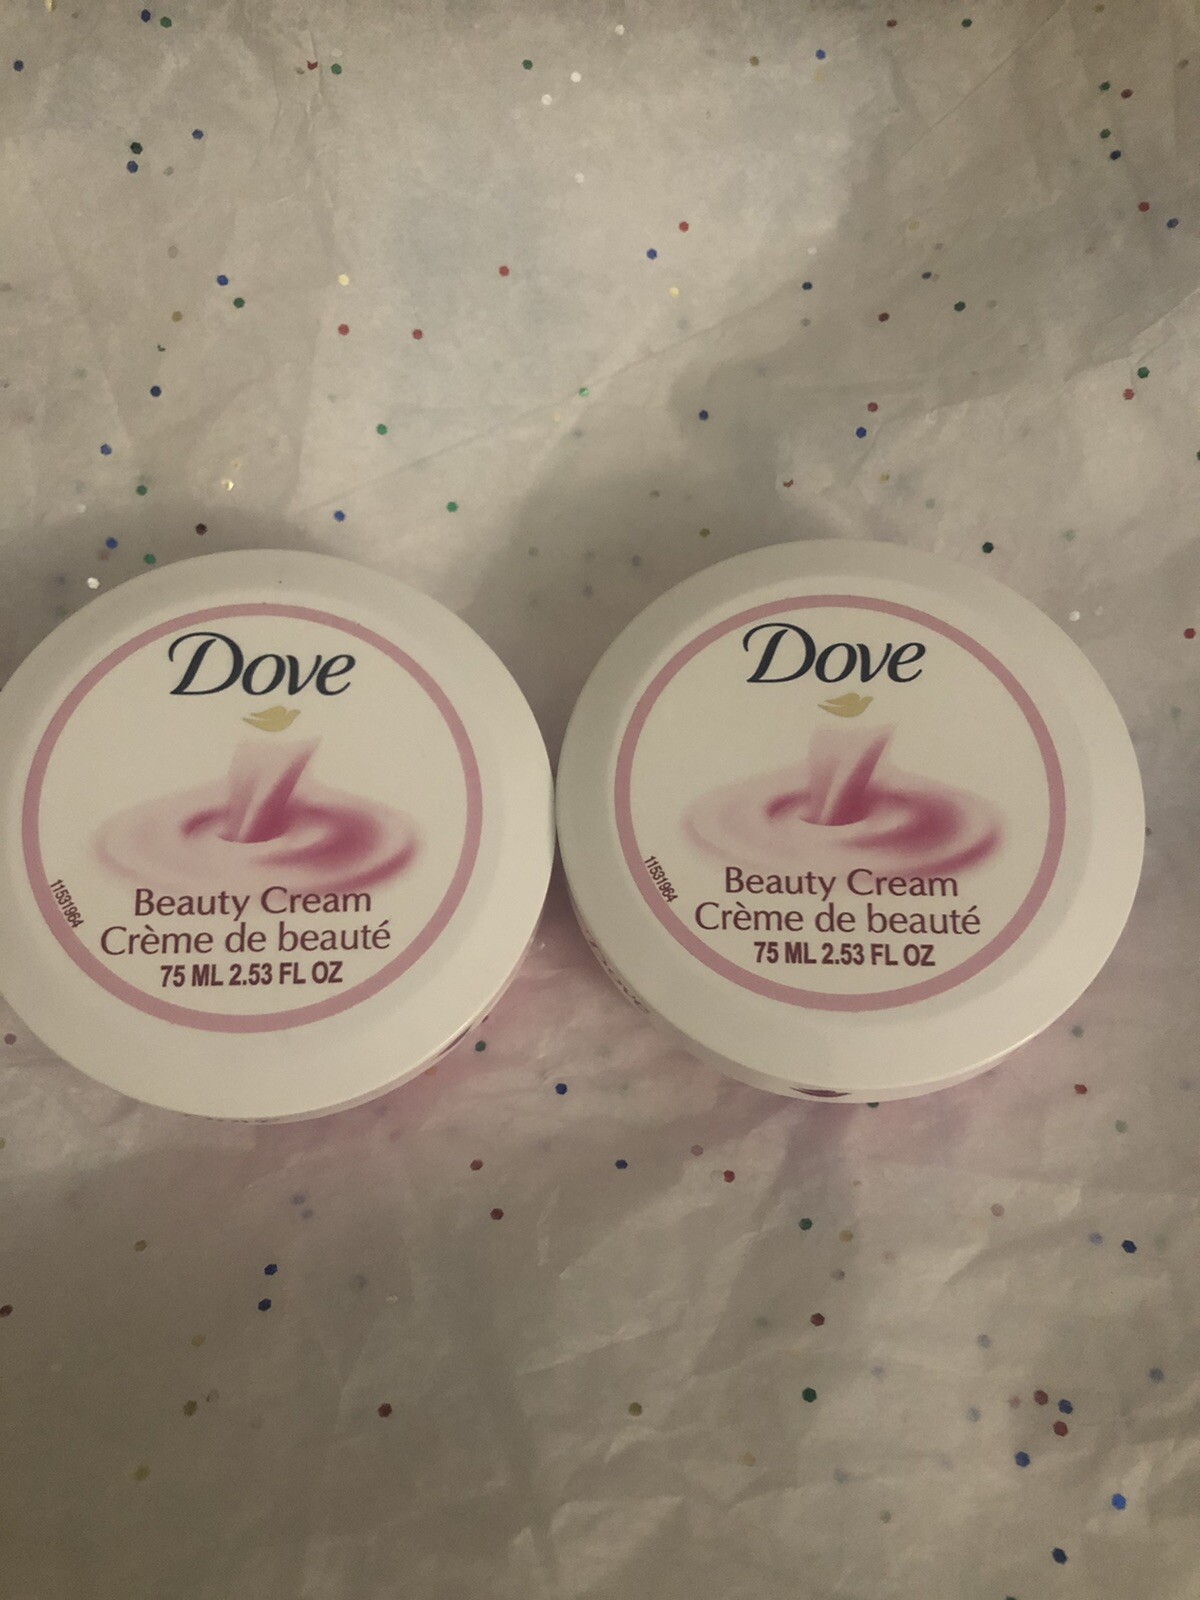 Dove
Beauty Cream
Crème de beauté
75 ML 2.53 FL OZ
11531964
Dove
Beauty Cream
Crème de beauté
75 ML 2.53 FL OZ
11531964